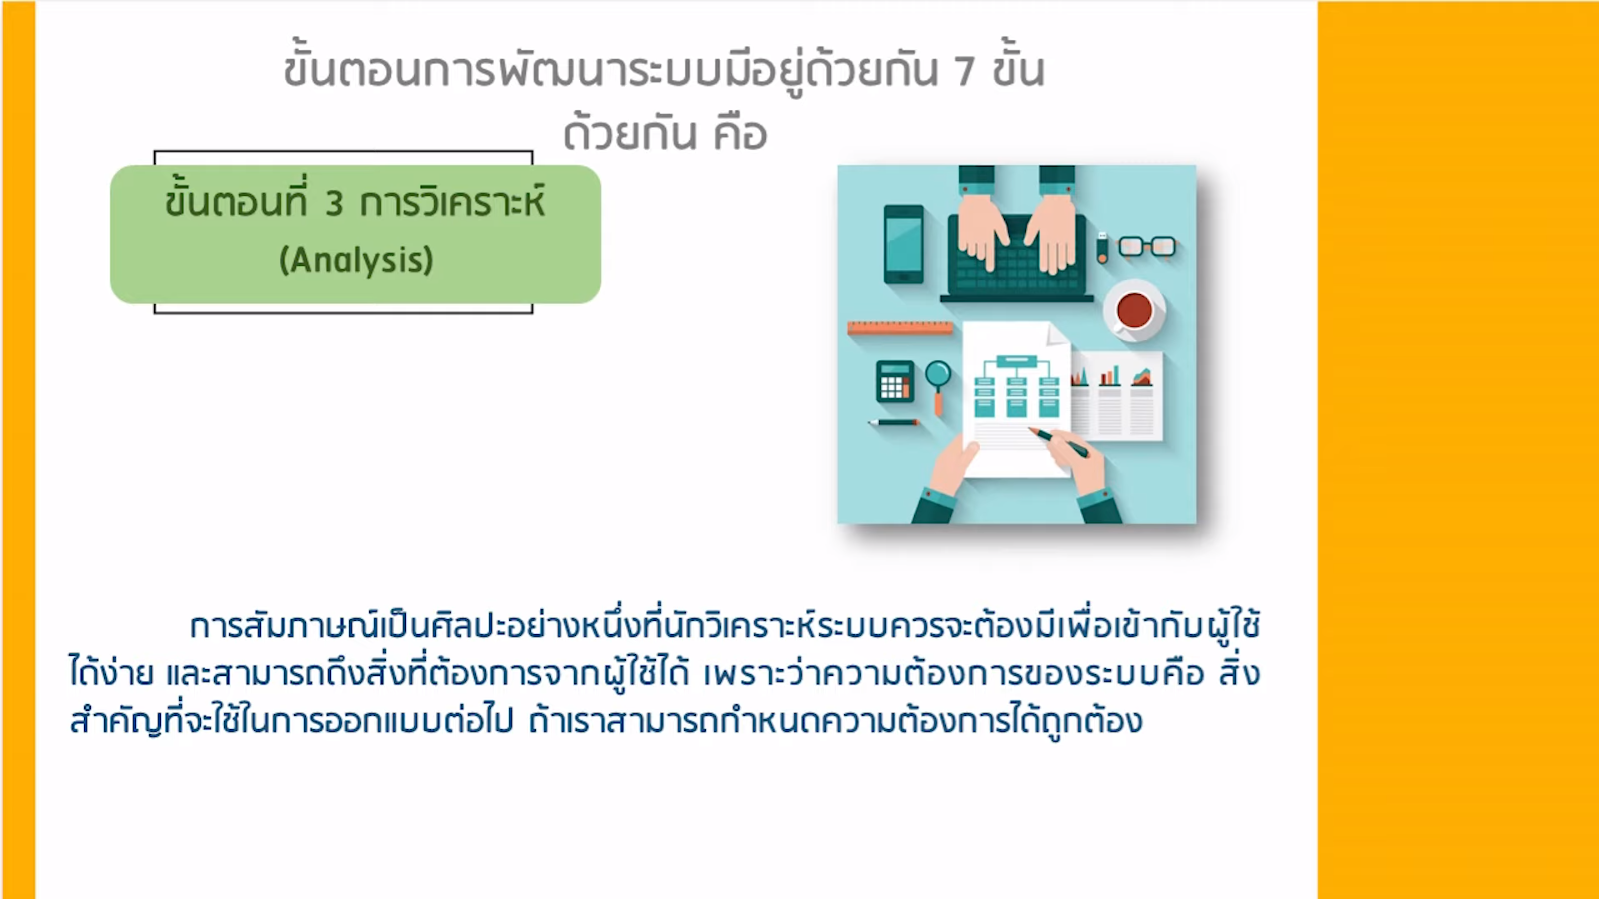 ขั้นตอนการพัฒนาระบบมีอยู่ด้วยกัน 7 ขั้น
ด้วยกัน คือ
ขั้นตอนที่ 3 การวิเคราะห์
(Analysis)
การสัมภาษณ์เป็นศิลปะอย่างหนึ่งที่นักวิเคราะห์ระบบควรจะต้องมีเพื่อเข้ากับผู้ใช้
ได้ง่าย และสามารถดึงสิ่งที่ต้องการจากผู้ใช้ได้ เพราะว่าความต้องการของระบบคือ สิ่ง
สำคัญที่จะใช้ในการออกแบบต่อไป ถ้าเราสามารถกำหนดความต้องการได้ถูกต้อง